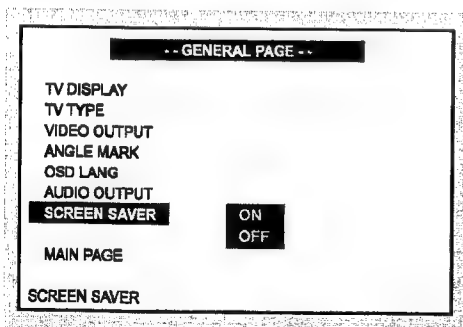 - - GENERAL PAGE - -
TV DISPLAY
TV TYPE
VIDEO OUTPUT
ANGLE MARK
OSD LANG
AUDIO OUTPUT
SCREEN SAVER ON
OFF
MAIN PAGE
SCREEN SAVER